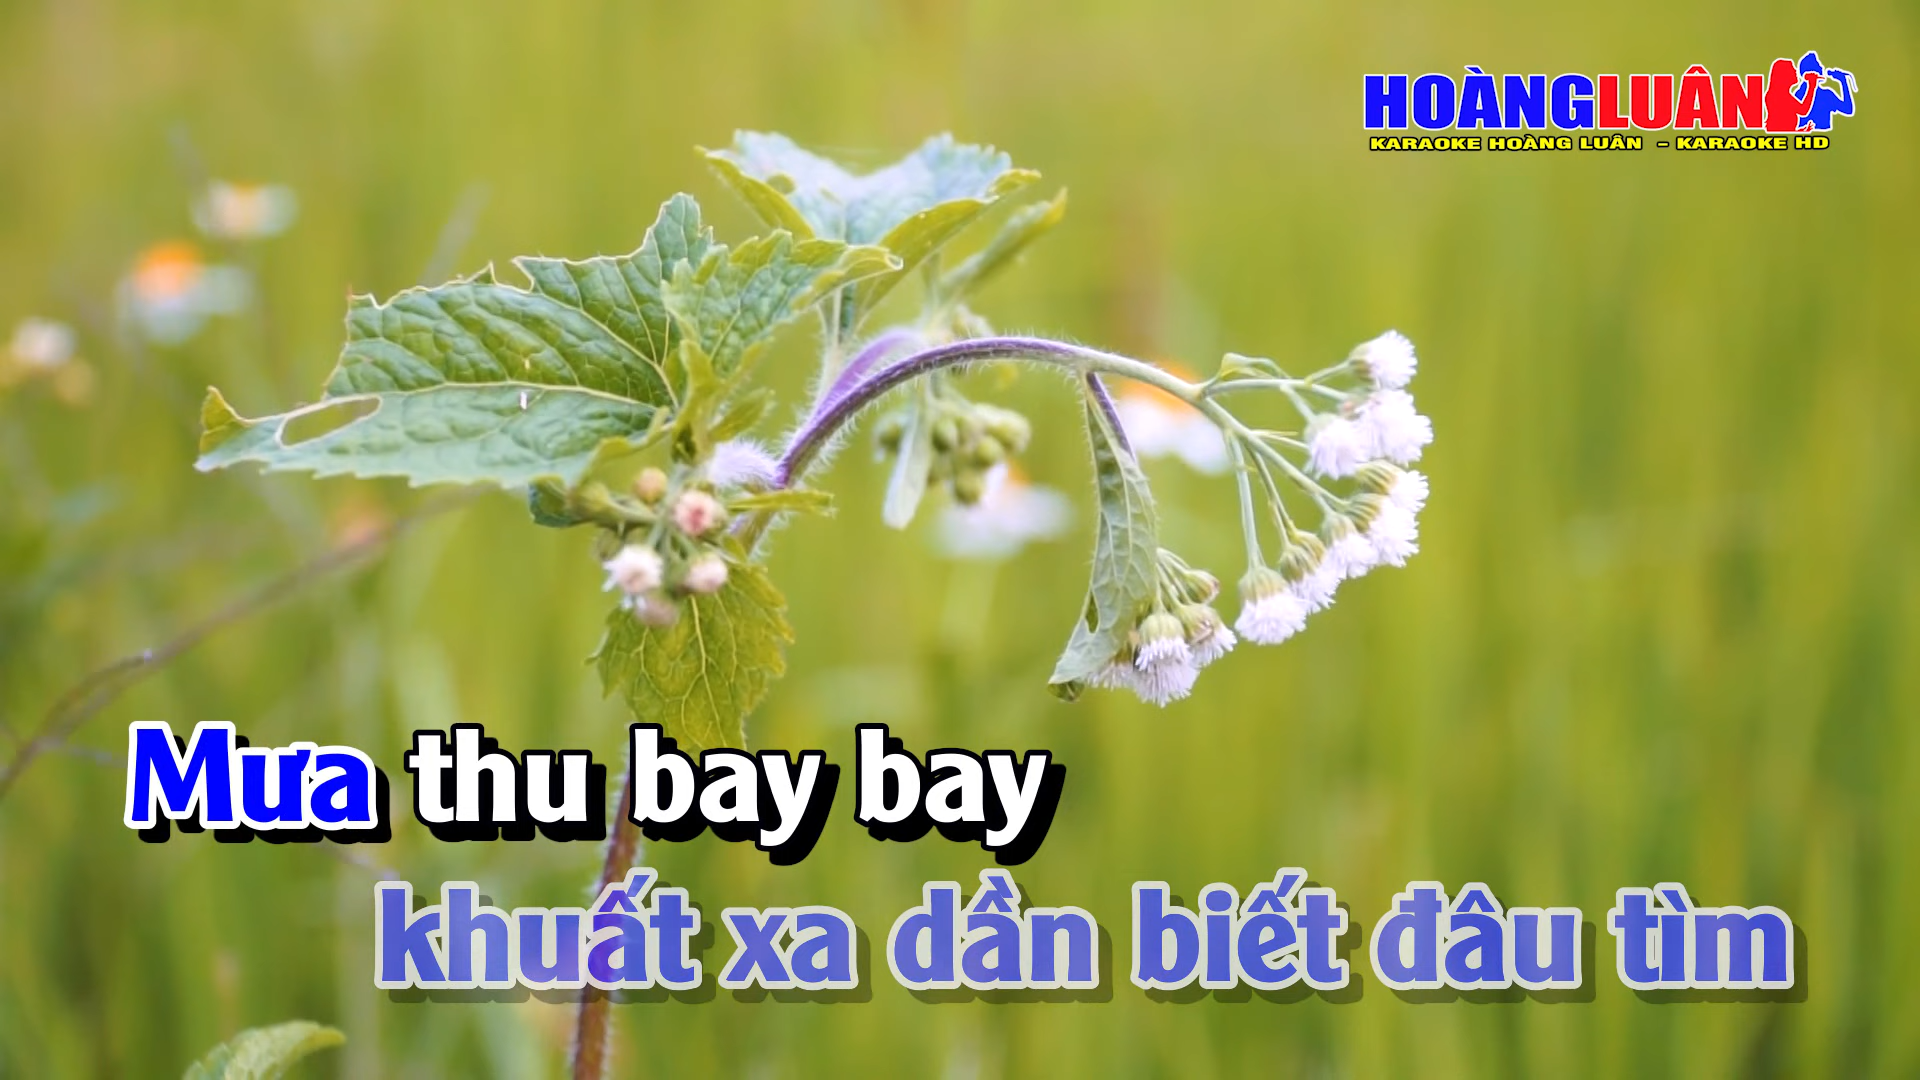 HOÀNGLUÂN
KARAOKE HOÀNG LUÂN - KARAOKE HD
Mưa thu bay bay
khuất xa dần biết đâu tìm